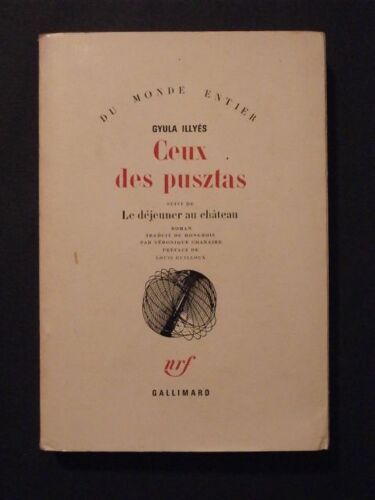 DU MONDE ENTIER
GYULA ILLYÉS
Ceux
des pusztas
SUIVI DE
Le déjeuner au château
ROMAN
TRADUIT DU HONGROIS
PAR VÉRONIQUE CHARAIRE
PRÉFACE DE
LOUIS GUILLOUX
nrf
GALLIMARD